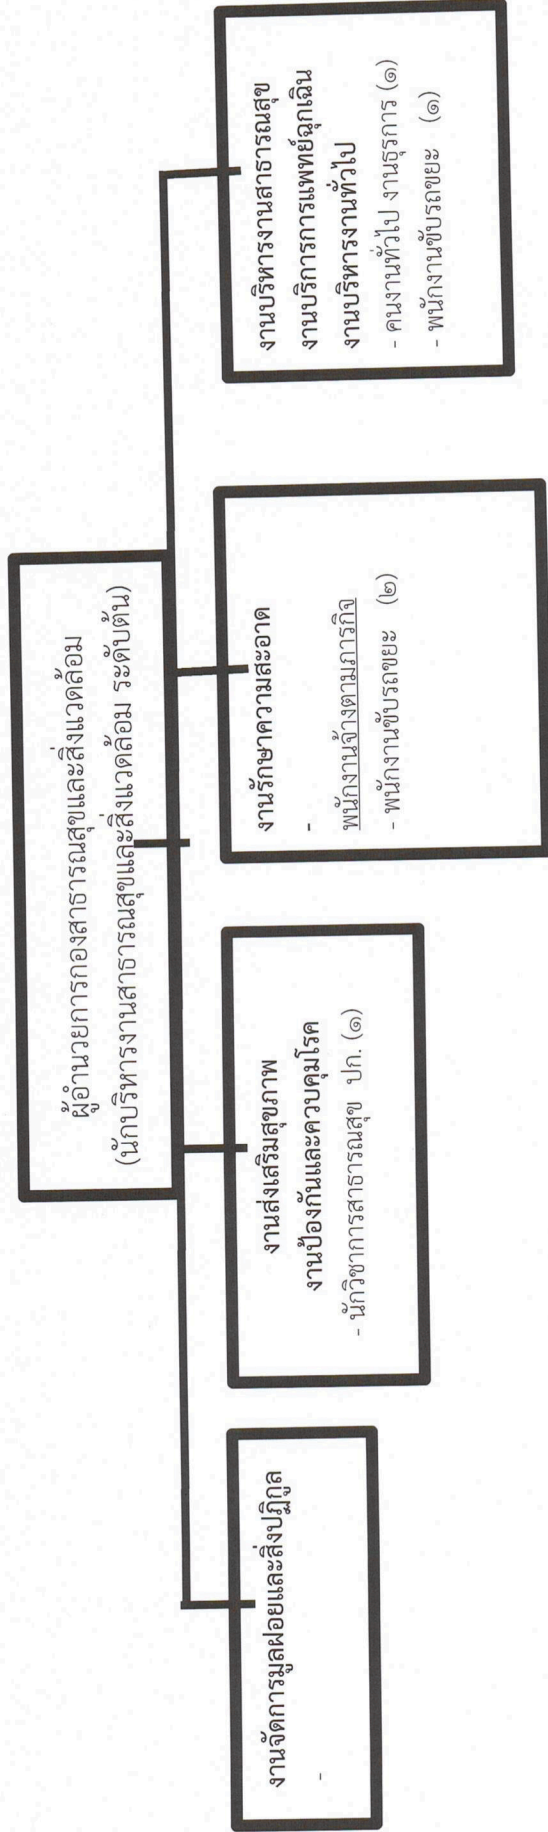 ผู้อำนวยการกองสาธารณสุขและสิ่งแวดล้อม
(นักบริหารงานสาธารณสุขและสิ่งแวดล้อม ระดับต้น)
งานจัดการมูลฝอยและสิ่งปฏิกูล
-
งานส่งเสริมสุขภาพ
งานป้องกันและควบคุมโรค
- นักวิชาการสาธารณสุข ปก. (๑)
งานรักษาความสะอาด
-
พนักงานจ้างตามภารกิจ
- พนักงานขับรถขยะ (๒)
งานบริหารงานสาธารณสุข
งานบริการการแพทย์ฉุกเฉิน
งานบริหารงานทั่วไป
- คนงานทั่วไป งานธุรการ (๑)
- พนักงานขับรถขยะ (๑)